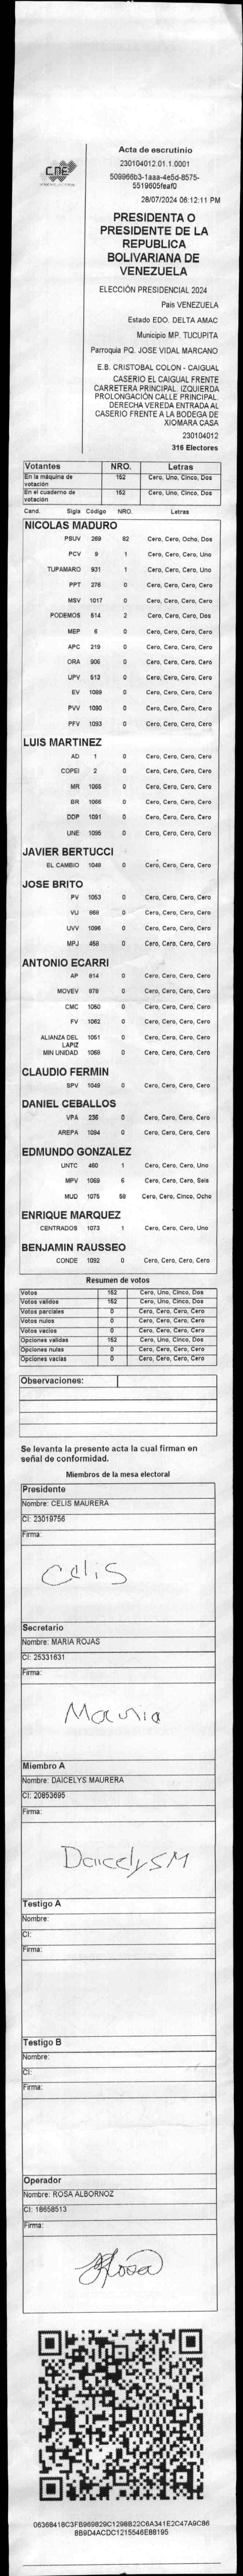 CNE
Acta de escrutinio
230104012.01.1.0001
509966b3-1aaa-4e5d-8575-
5519605feaf0
28/07/2024 06:12:11 PM
PRESIDENTA O
PRESIDENTE DE LA
REPUBLICA
BOLIVARIANA DE
VENEZUELA
ELECCIÓN PRESIDENCIAL 2024
Pais VENEZUELA
Estado EDO. DELTA AMAC
Municipio MP. TUCUPITA
Parroquia PQ. JOSE VIDAL MARCANO
E.B. CRISTOBAL COLON - CAIGUAL
CASERIO EL CAIGUAL FRENTE
CARRETERA PRINCIPAL. IZQUIERDA
PROLONGACIÓN CALLE PRINCIPAL.
DERECHA VEREDA ENTRADA AL
CASERIO FRENTE A LA BODEGA DE
XIOMARA CASA
230104012
316 Electores
Votantes NRO. Letras
En la máquina de votación 152 Cero, Uno, Cinco, Dos
En el cuaderno de votación 152 Cero, Uno, Cinco, Dos
Cand. Sigla Código NRO. Letras
NICOLAS MADURO
PSUV 269 82 Cero, Cero, Ocho, Dos
PCV 9 1 Cero, Cero, Cero, Uno
TUPAMARO 931 1 Cero, Cero, Cero, Uno
PPT 276 0 Cero, Cero, Cero, Cero
MSV 1017 0 Cero, Cero, Cero, Cero
PODEMOS 514 2 Cero, Cero, Cero, Dos
MEP 6 0 Cero, Cero, Cero, Cero
APC 219 0 Cero, Cero, Cero, Cero
ORA 906 0 Cero, Cero, Cero, Cero
UPV 513 0 Cero, Cero, Cero, Cero
EV 1089 0 Cero, Cero, Cero, Cero
PVV 1090 0 Cero, Cero, Cero, Cero
PFV 1093 0 Cero, Cero, Cero, Cero
LUIS MARTINEZ
AD 1 0 Cero, Cero, Cero, Cero
COPEI 2 0 Cero, Cero, Cero, Cero
MR 1065 0 Cero, Cero, Cero, Cero
BR 1066 0 Cero, Cero, Cero, Cero
DDP 1091 0 Cero, Cero, Cero, Cero
UNE 1095 0 Cero, Cero, Cero, Cero
JAVIER BERTUCCI
EL CAMBIO 1048 0 Cero, Cero, Cero, Cero
JOSE BRITO
PV 1053 0 Cero, Cero, Cero, Cero
VU 868 0 Cero, Cero, Cero, Cero
UVV 1096 0 Cero, Cero, Cero, Cero
MPJ 458 0 Cero, Cero, Cero, Cero
ANTONIO ECARRI
AP 814 0 Cero, Cero, Cero, Cero
MOVEV 878 0 Cero, Cero, Cero, Cero
CMC 1050 0 Cero, Cero, Cero, Cero
FV 1062 0 Cero, Cero, Cero, Cero
ALIANZA DEL LAPIZ 1051 0 Cero, Cero, Cero, Cero
MIN UNIDAD 1068 0 Cero, Cero, Cero, Cero
CLAUDIO FERMIN
SPV 1049 0 Cero, Cero, Cero, Cero
DANIEL CEBALLOS
VPA 236 0 Cero, Cero, Cero, Cero
AREPA 1094 0 Cero, Cero, Cero, Cero
EDMUNDO GONZALEZ
UNTC 460 1 Cero, Cero, Cero, Uno
MPV 1069 6 Cero, Cero, Cero, Seis
MUD 1075 58 Cero, Cero, Cinco, Ocho
ENRIQUE MARQUEZ
CENTRADOS 1073 1 Cero, Cero, Cero, Uno
BENJAMIN RAUSSEO
CONDE 1092 0 Cero, Cero, Cero, Cero
Resumen de votos
Votos 152 Cero, Uno, Cinco, Dos
Votos validos 152 Cero, Uno, Cinco, Dos
Votos parciales 0 Cero, Cero, Cero, Cero
Votos nulos 0 Cero, Cero, Cero, Cero
Votos vacios 0 Cero, Cero, Cero, Cero
Opciones validas 152 Cero, Uno, Cinco, Dos
Opciones nulas 0 Cero, Cero, Cero, Cero
Opciones vacias 0 Cero, Cero, Cero, Cero
Observaciones:
Se levanta la presente acta la cual firman en
señal de conformidad.
Miembros de la mesa electoral
Presidente
Nombre: CELIS MAURERA
CI: 23019756
Firma:
Celis
Secretario
Nombre: MARIA ROJAS
CI: 25331631
Firma:
Maria
Miembro A
Nombre: DAICELYS MAURERA
CI: 20853695
Firma:
Daicelys M
Testigo A
Nombre:
CI:
Firma:
Testigo B
Nombre:
CI:
Firma:
Operador
Nombre: ROSA ALBORNOZ
CI: 18658513
Firma:
Rosa
06368418C3FB969829C1298B22C6A341E2C47A9C86
8B9D4ACDC1215546E88195